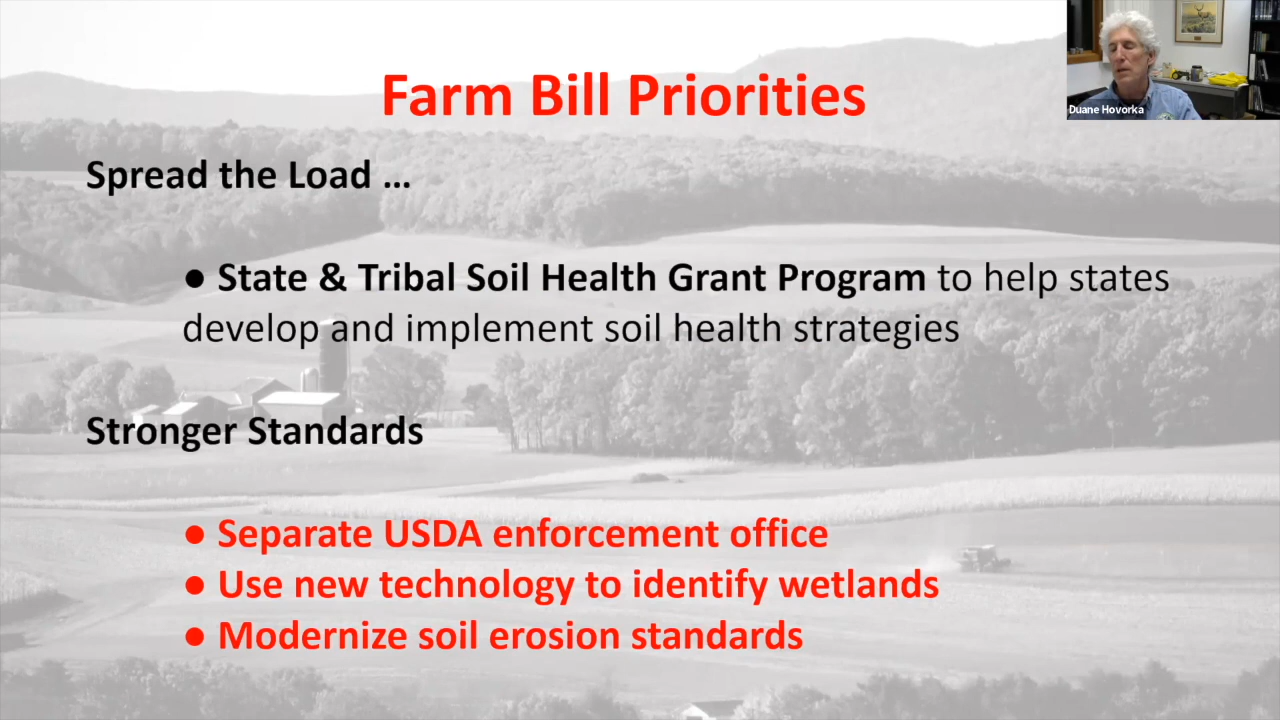 Farm Bill Priorities
Duane Hovorka
Spread the Load ...
● State & Tribal Soil Health Grant Program to help states
develop and implement soil health strategies
Stronger Standards
● Separate USDA enforcement office
● Use new technology to identify wetlands
● Modernize soil erosion standards